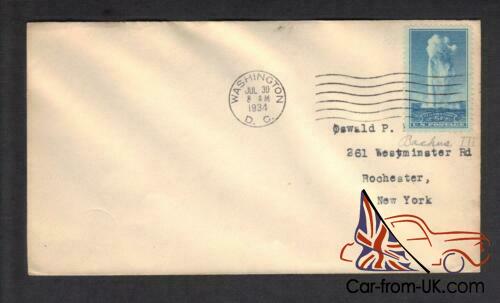 WASHINGTON
JUL 30
8 AM
1934
D. C.
U.S. POSTAGE
Oswald P.
Backus III
261 Westminster Rd
Rochester,
New York
Car-from-UK.com